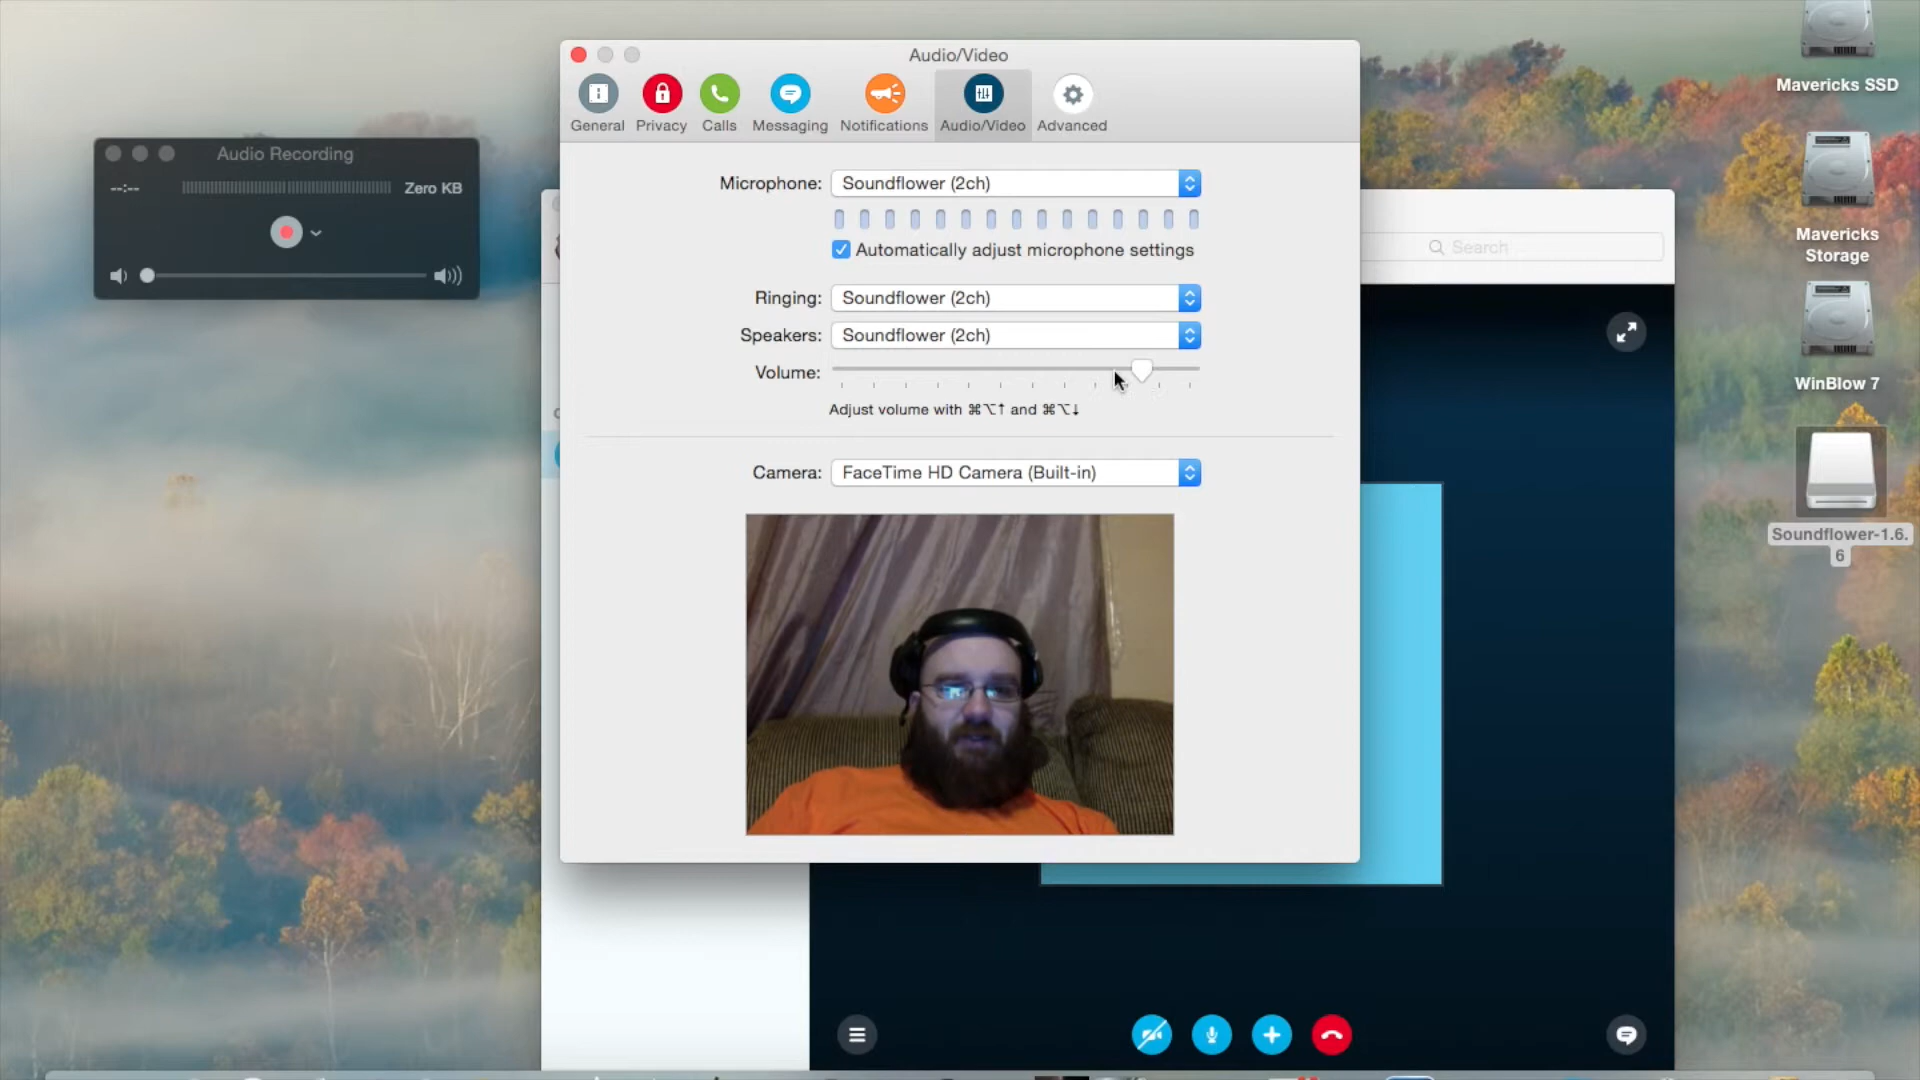 Audio/Video
General
Privacy
Calls
Messaging
Notifications
Audio/Video
Advanced
Audio Recording
--:--
Zero KB
Microphone: Soundflower (2ch)
Automatically adjust microphone settings
Ringing: Soundflower (2ch)
Speakers: Soundflower (2ch)
Volume:
Adjust volume with ⌘⌥↑ and ⌘⌥↓
Camera: FaceTime HD Camera (Built-in)
Search
Mavericks SSD
Mavericks
Storage
WinBlow 7
Soundflower-1.6.
6